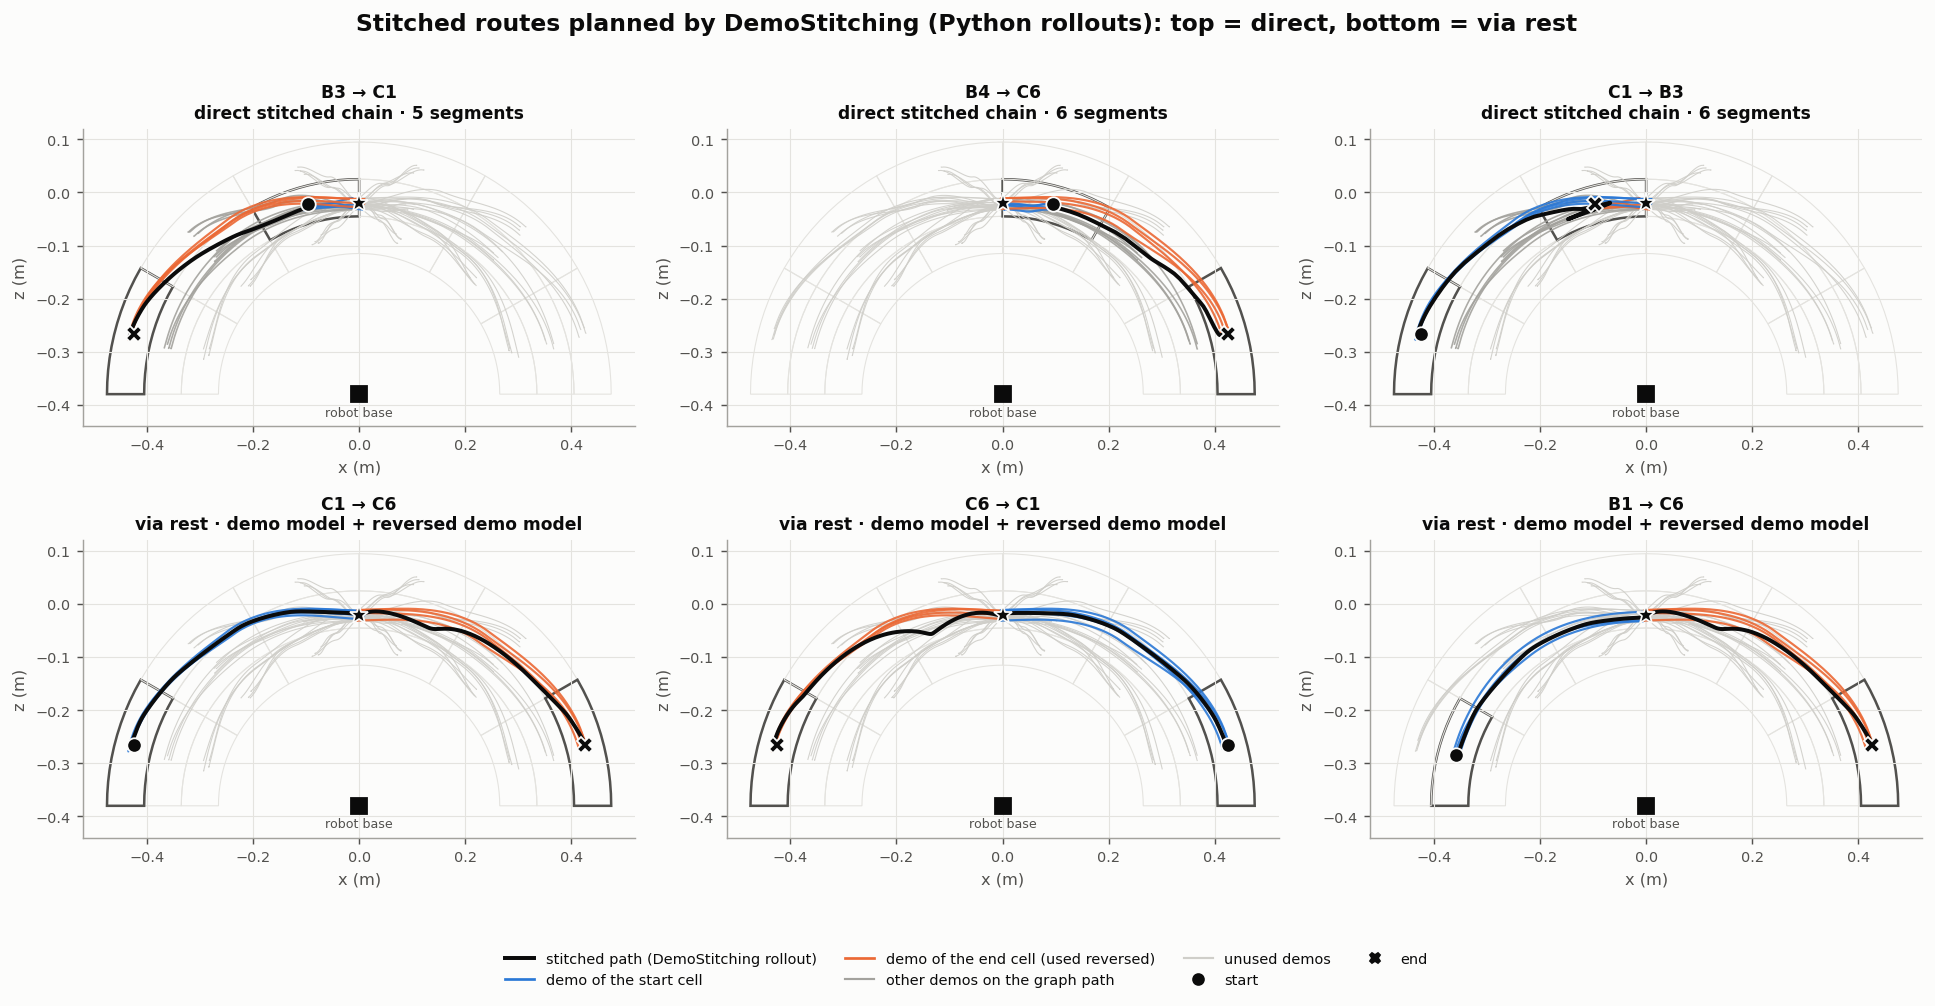 Stitched routes planned by DemoStitching (Python rollouts): top = direct, bottom = via rest
B3 → C1
direct stitched chain · 5 segments
0.1
0.0
−0.1
−0.2
−0.3
−0.4
z (m)
robot base
−0.4
−0.2
0.0
0.2
0.4
x (m)
B4 → C6
direct stitched chain · 6 segments
0.1
0.0
−0.1
−0.2
−0.3
−0.4
z (m)
robot base
−0.4
−0.2
0.0
0.2
0.4
x (m)
C1 → B3
direct stitched chain · 6 segments
0.1
0.0
−0.1
−0.2
−0.3
−0.4
z (m)
robot base
−0.4
−0.2
0.0
0.2
0.4
x (m)
C1 → C6
via rest · demo model + reversed demo model
0.1
0.0
−0.1
−0.2
−0.3
−0.4
z (m)
robot base
−0.4
−0.2
0.0
0.2
0.4
x (m)
C6 → C1
via rest · demo model + reversed demo model
0.1
0.0
−0.1
−0.2
−0.3
−0.4
z (m)
robot base
−0.4
−0.2
0.0
0.2
0.4
x (m)
B1 → C6
via rest · demo model + reversed demo model
0.1
0.0
−0.1
−0.2
−0.3
−0.4
z (m)
robot base
−0.4
−0.2
0.0
0.2
0.4
x (m)
stitched path (DemoStitching rollout)
demo of the start cell
demo of the end cell (used reversed)
other demos on the graph path
unused demos
start
end